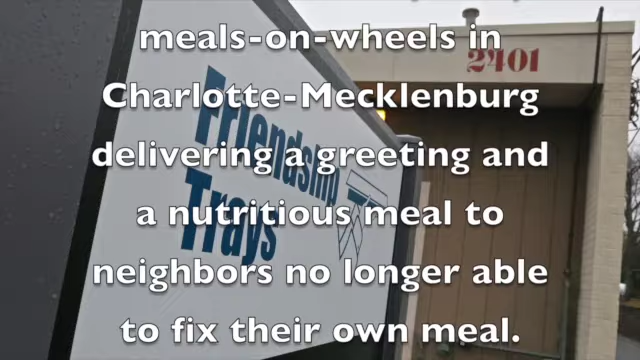 meals-on-wheels in
Charlotte-Mecklenburg
delivering a greeting and
a nutritious meal to
neighbors no longer able
to fix their own meal.
2401
Friendship
Trays